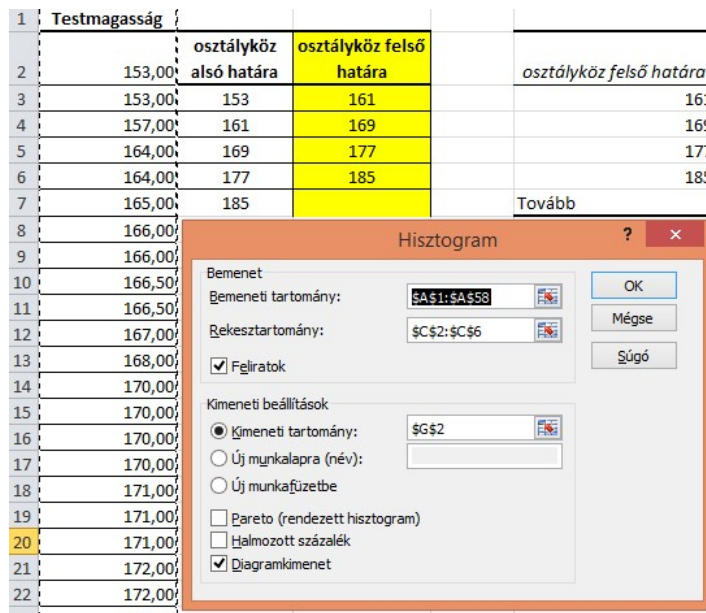 1 Testmagasság
osztályköz osztályköz felső
2 153,00 alsó határa határa osztályköz felső határa
3 153,00 153 161 161
4 157,00 161 169 169
5 164,00 169 177 177
6 164,00 177 185 185
7 165,00 185 Tovább
8 166,00
9 166,00
10 166,50
11 166,50
12 167,00
13 168,00
14 170,00
15 170,00
16 170,00
17 170,00
18 171,00
19 171,00
20 171,00
21 172,00
22 172,00
Hisztogram ? ×
Bemenet
Bemeneti tartomány: $A$1:$A$58 OK
Rekesztartomány: $C$2:$C$6 Mégse
Feliratok Súgó
Kimeneti beállítások
Kimeneti tartomány: $G$2
Új munkalapra (név):
Új munkafüzetbe
Pareto (rendezett hisztogram)
Halmozott százalék
Diagramkimenet